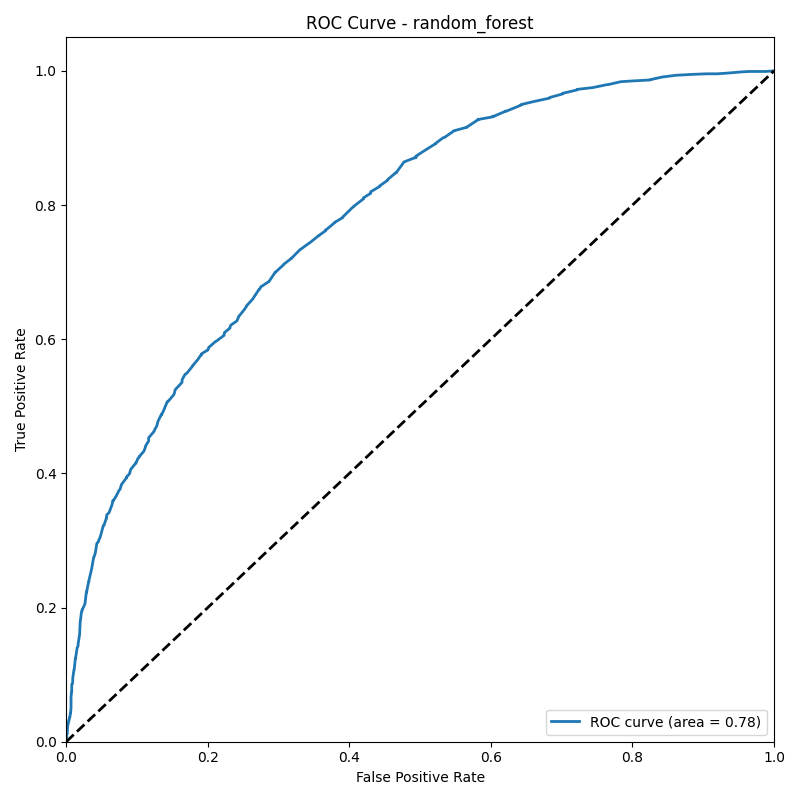 ROC Curve - random_forest
1.0
0.8
0.6
0.4
0.2
0.0
True Positive Rate
ROC curve (area = 0.78)
0.0 0.2 0.4 0.6 0.8 1.0
False Positive Rate